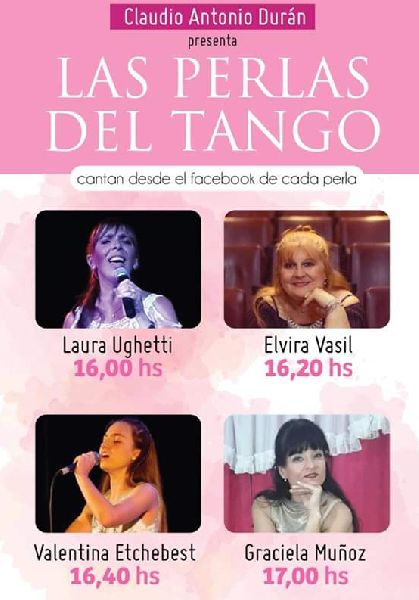 Claudio Antonio Durán
presenta
LAS PERLAS
DEL TANGO
cantan desde el facebook de cada perla
Laura Ughetti
16,00 hs
Elvira Vasil
16,20 hs
Valentina Etchebest
16,40 hs
Graciela Muñoz
17,00 hs